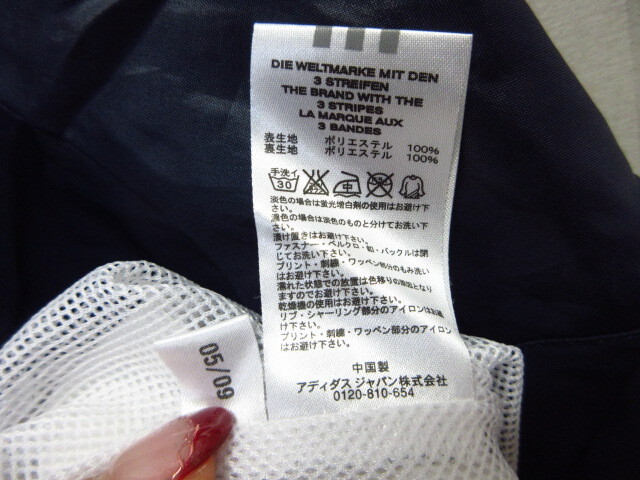 DIE WELTMARKE MIT DEN
3 STREIFEN
THE BRAND WITH THE
3 STRIPES
LA MARQUE AUX
3 BANDES
表生地 ポリエステル 100%
裏生地 ポリエステル 100%
手洗イ
30
中
淡色の場合は蛍光増白剤の使用はお避け下
さい。
濃色の場合は淡色のものと分けてお洗い下
さい。
漬け置きはお避け下さい。
ファスナー・ベルクロ・釦・バックルは閉
じてお洗い下さい。
プリント・刺繍・ワッペン部分のもみ洗い
はお避け下さい。
濡れた状態での放置は色移りの原因となり
ますのでお避け下さい。
乾燥機の使用はお避け下さい。
リブ・シャーリング部分のアイロンはお避
け下さい。
プリント・刺繍・ワッペン部分のアイロン
はお避け下さい。
中国製
アディダス ジャパン株式会社
0120-810-654
05/09